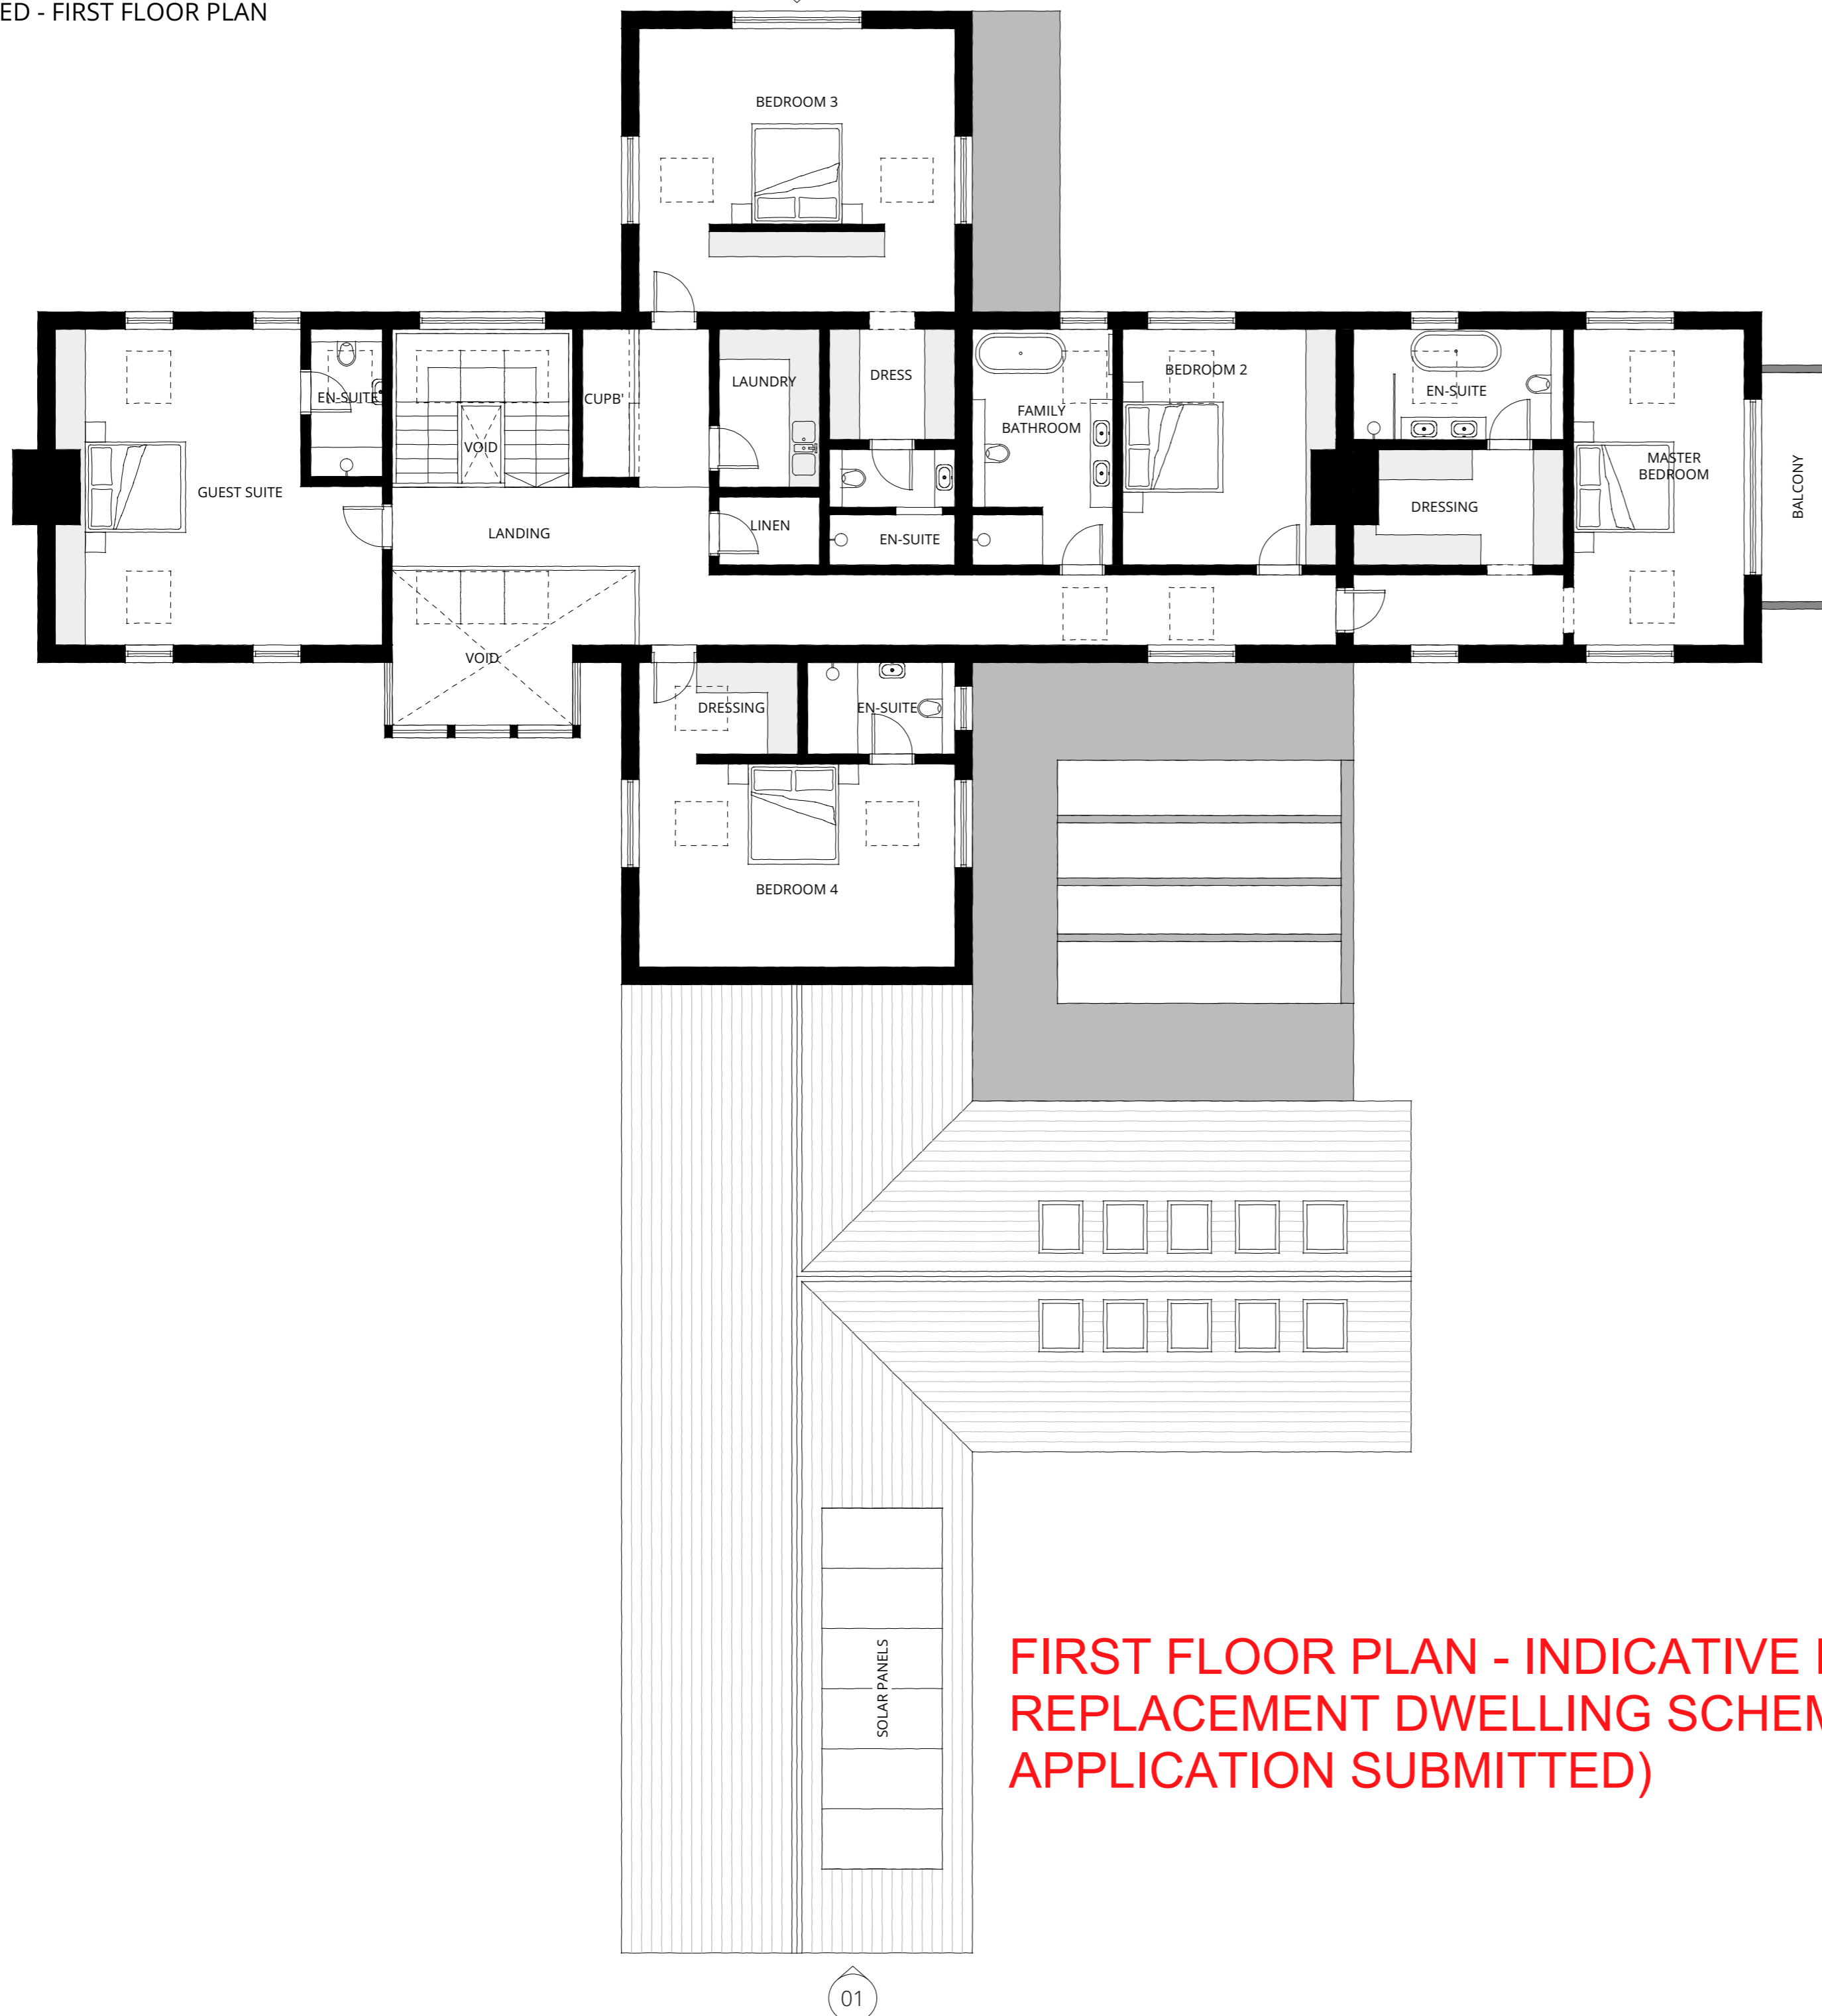 ED - FIRST FLOOR PLAN
BEDROOM 3
LAUNDRY
DRESS
BEDROOM 2
EN-SUITE
CUPB'
EN-SUITE
FAMILY
BATHROOM
VOID
MASTER
BEDROOM
BALCONY
GUEST SUITE
DRESSING
LINEN
LANDING
EN-SUITE
VOID
DRESSING
EN-SUITE
BEDROOM 4
SOLAR PANELS
FIRST FLOOR PLAN - INDICATIVE
REPLACEMENT DWELLING SCHEM
APPLICATION SUBMITTED)
01